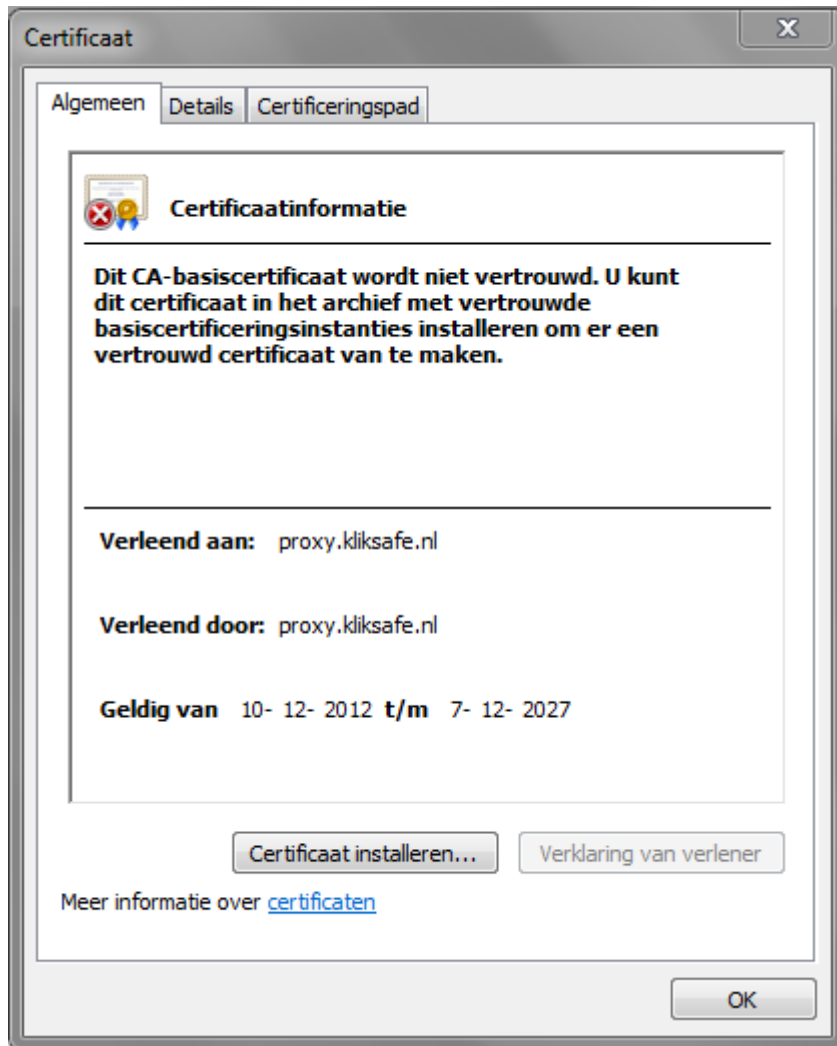 Certificaat
Algemeen Details Certificeringspad
Certificaatinformatie
Dit CA-basiscertificaat wordt niet vertrouwd. U kunt
dit certificaat in het archief met vertrouwde
basiscertificeringsinstanties installeren om er een
vertrouwd certificaat van te maken.
Verleend aan: proxy.kliksafe.nl
Verleend door: proxy.kliksafe.nl
Geldig van 10- 12- 2012 t/m 7- 12- 2027
Certificaat installeren... Verklaring van verlener
Meer informatie over certificaten
OK